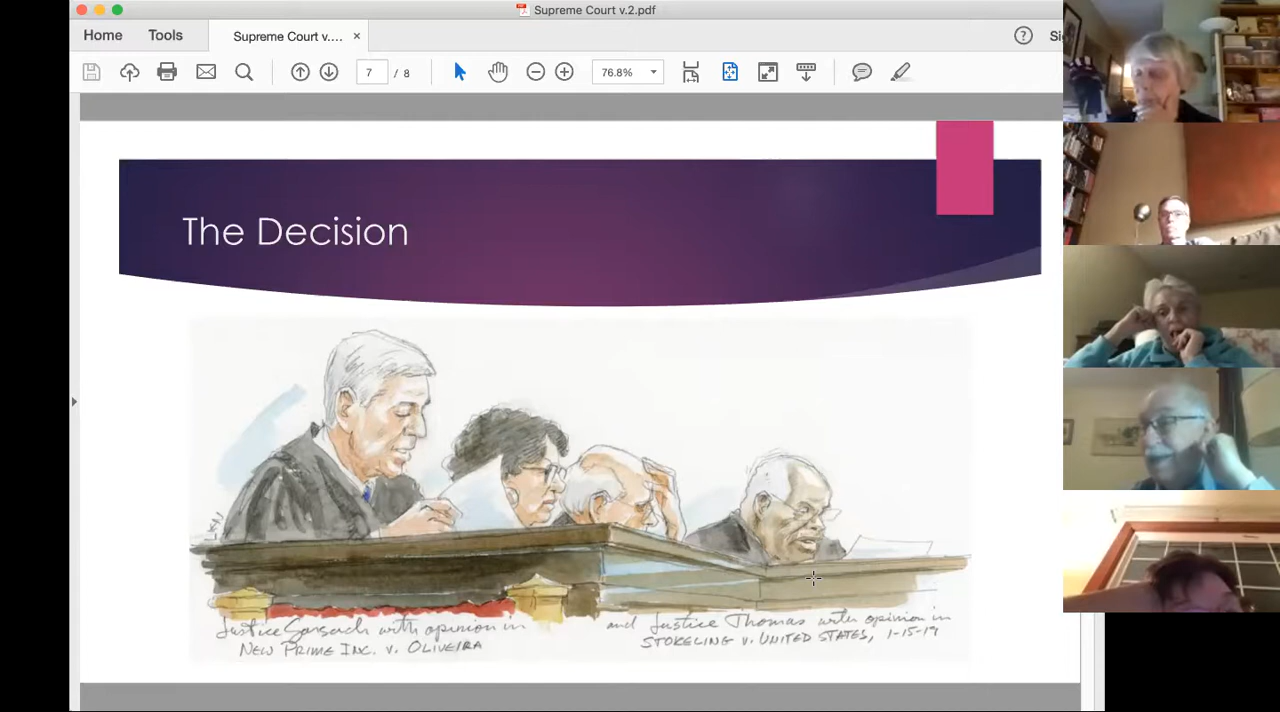 Supreme Court v.2.pdf
Home
Tools
Supreme Court v....
×
?
7 / 8
76.8%
The Decision
Justice Gorsuch with opinion in
NEW PRIME INC. v. OLIVEIRA
and Justice Thomas with opinion in
STOKELING v. UNITED STATES, 1-15-19